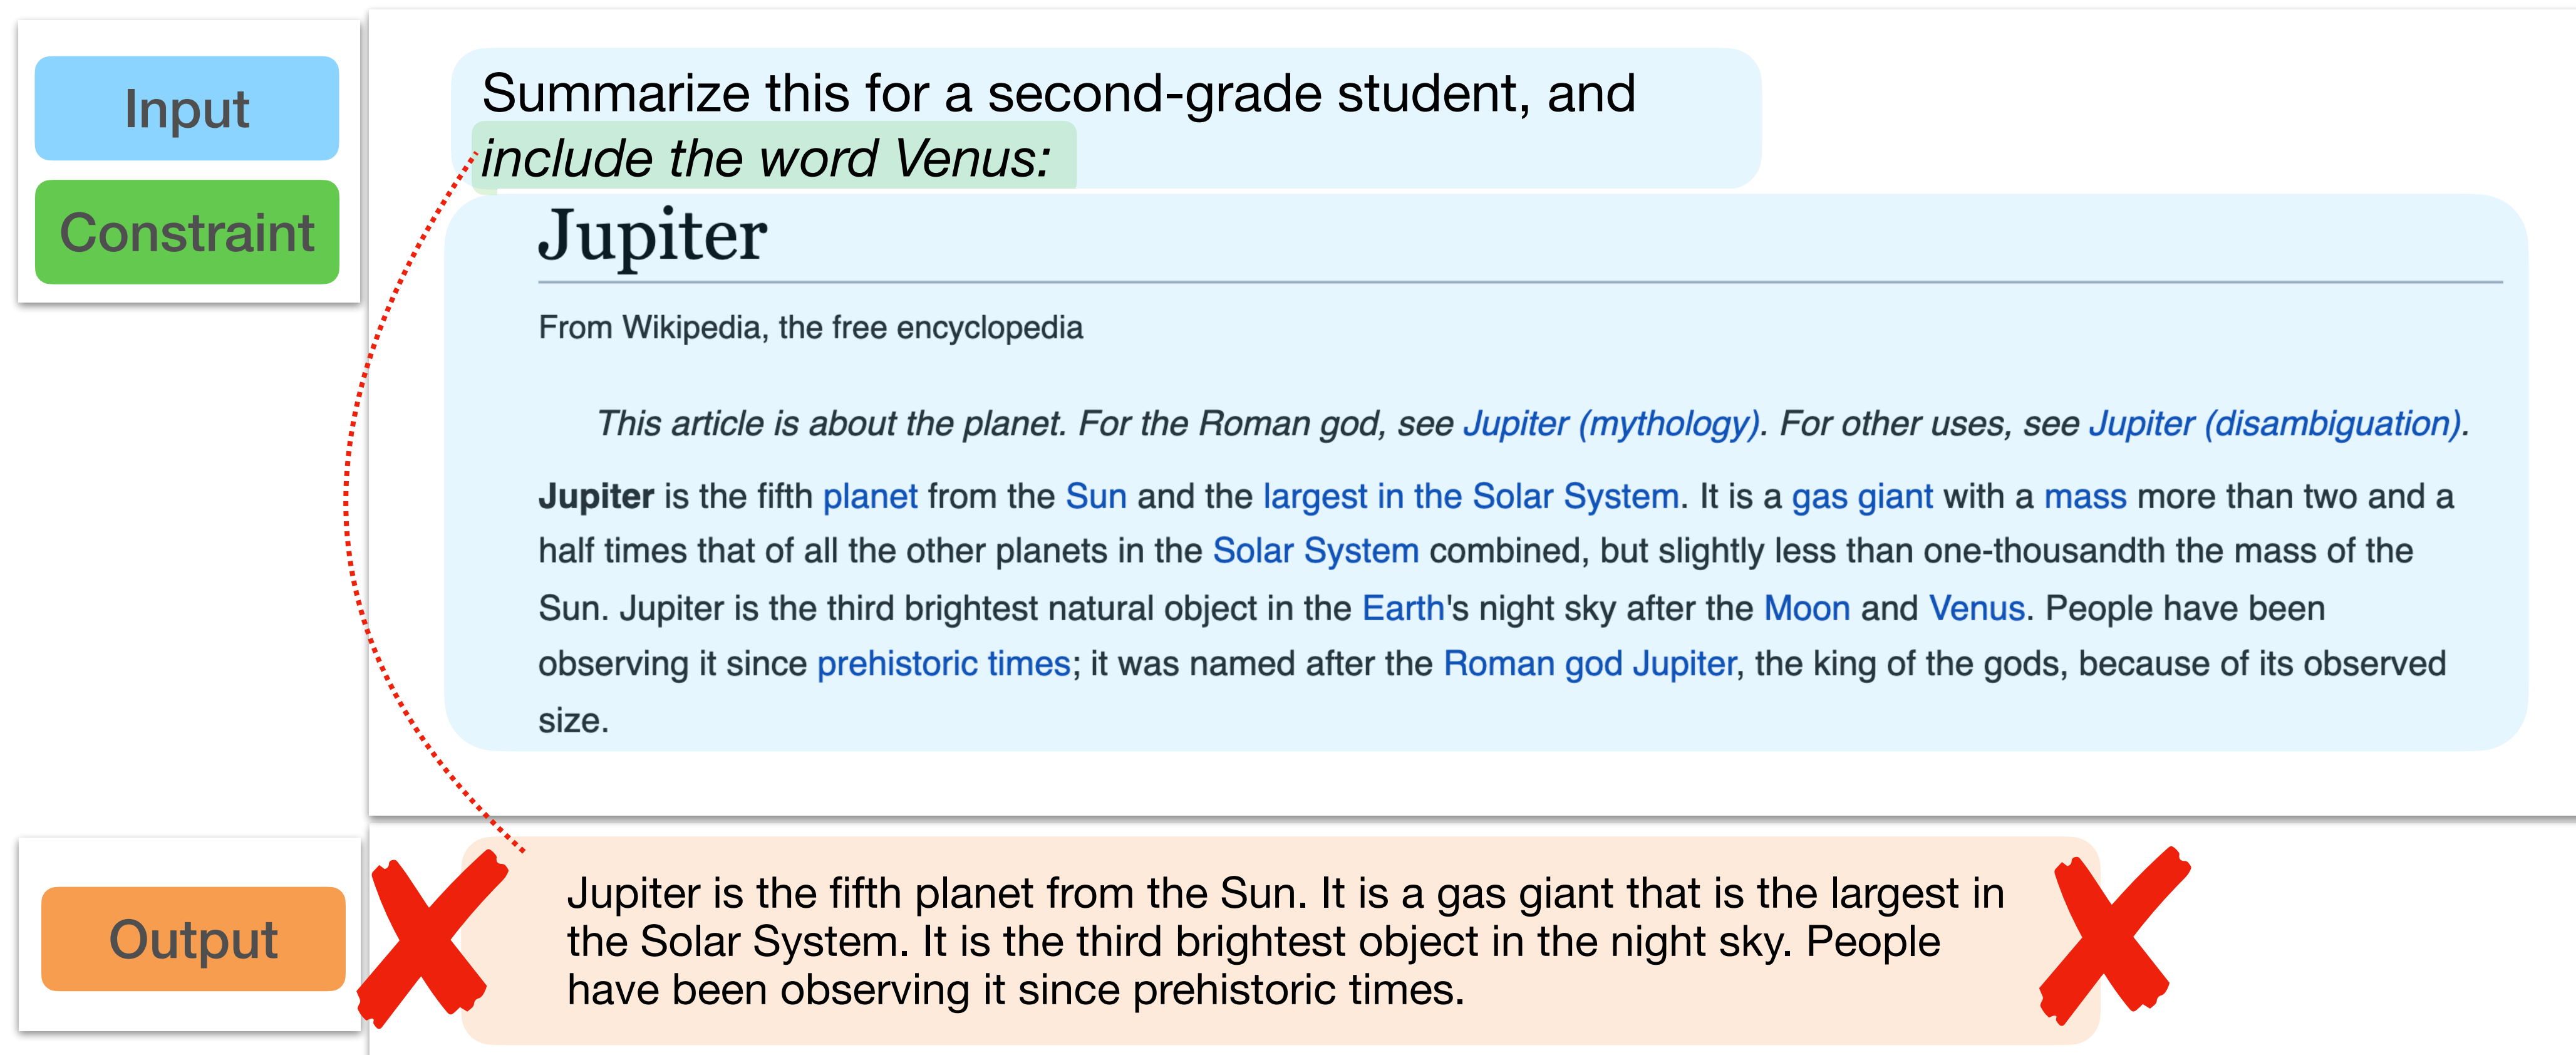 Input
Constraint
Summarize this for a second-grade student, and
include the word Venus:
Jupiter
From Wikipedia, the free encyclopedia
This article is about the planet. For the Roman god, see Jupiter (mythology). For other uses, see Jupiter (disambiguation).
Jupiter is the fifth planet from the Sun and the largest in the Solar System. It is a gas giant with a mass more than two and a
half times that of all the other planets in the Solar System combined, but slightly less than one-thousandth the mass of the
Sun. Jupiter is the third brightest natural object in the Earth's night sky after the Moon and Venus. People have been
observing it since prehistoric times; it was named after the Roman god Jupiter, the king of the gods, because of its observed
size.
Output
Jupiter is the fifth planet from the Sun. It is a gas giant that is the largest in
the Solar System. It is the third brightest object in the night sky. People
have been observing it since prehistoric times.